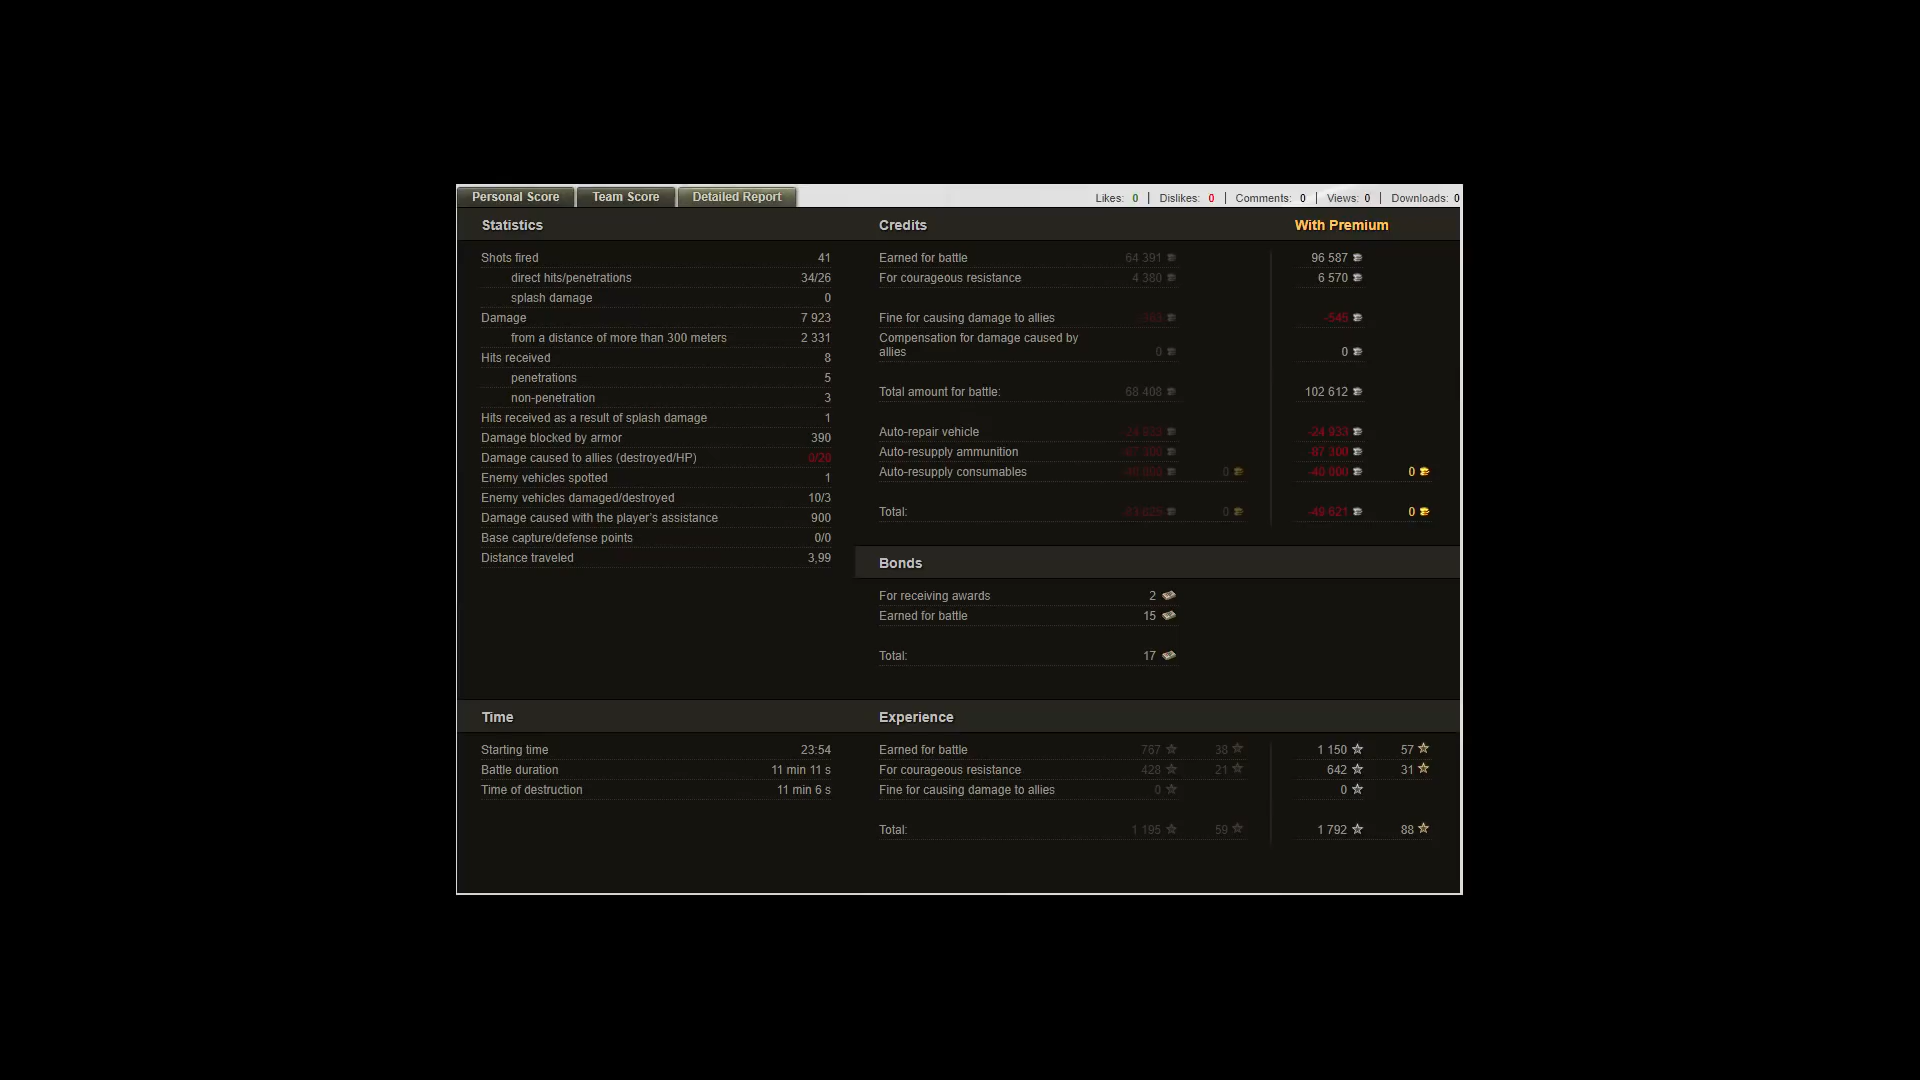 Personal Score Team Score Detailed Report Likes: 0 | Dislikes: 0 | Comments: 0 | Views: 0 | Downloads: 0
Statistics
Shots fired 41
direct hits/penetrations 34/26
splash damage 0
Damage 7 923
from a distance of more than 300 meters 2 331
Hits received 8
penetrations 5
non-penetration 3
Hits received as a result of splash damage 1
Damage blocked by armor 390
Damage caused to allies (destroyed/HP) 0/20
Enemy vehicles spotted 1
Enemy vehicles damaged/destroyed 10/3
Damage caused with the player's assistance 900
Base capture/defense points 0/0
Distance traveled 3,99
Credits With Premium
Earned for battle 64 391 96 587
For courageous resistance 4 380 6 570
Fine for causing damage to allies -363 -545
Compensation for damage caused by
allies 0 0
Total amount for battle: 68 408 102 612
Auto-repair vehicle -24 933 -24 933
Auto-resupply ammunition -87 300 -87 300
Auto-resupply consumables -40 000 0 -40 000 0
Total: -83 825 0 -49 621 0
Bonds
For receiving awards 2
Earned for battle 15
Total: 17
Time
Starting time 23:54
Battle duration 11 min 11 s
Time of destruction 11 min 6 s
Experience
Earned for battle 767 38 1 150 57
For courageous resistance 428 21 642 31
Fine for causing damage to allies 0 0
Total: 1 195 59 1 792 88